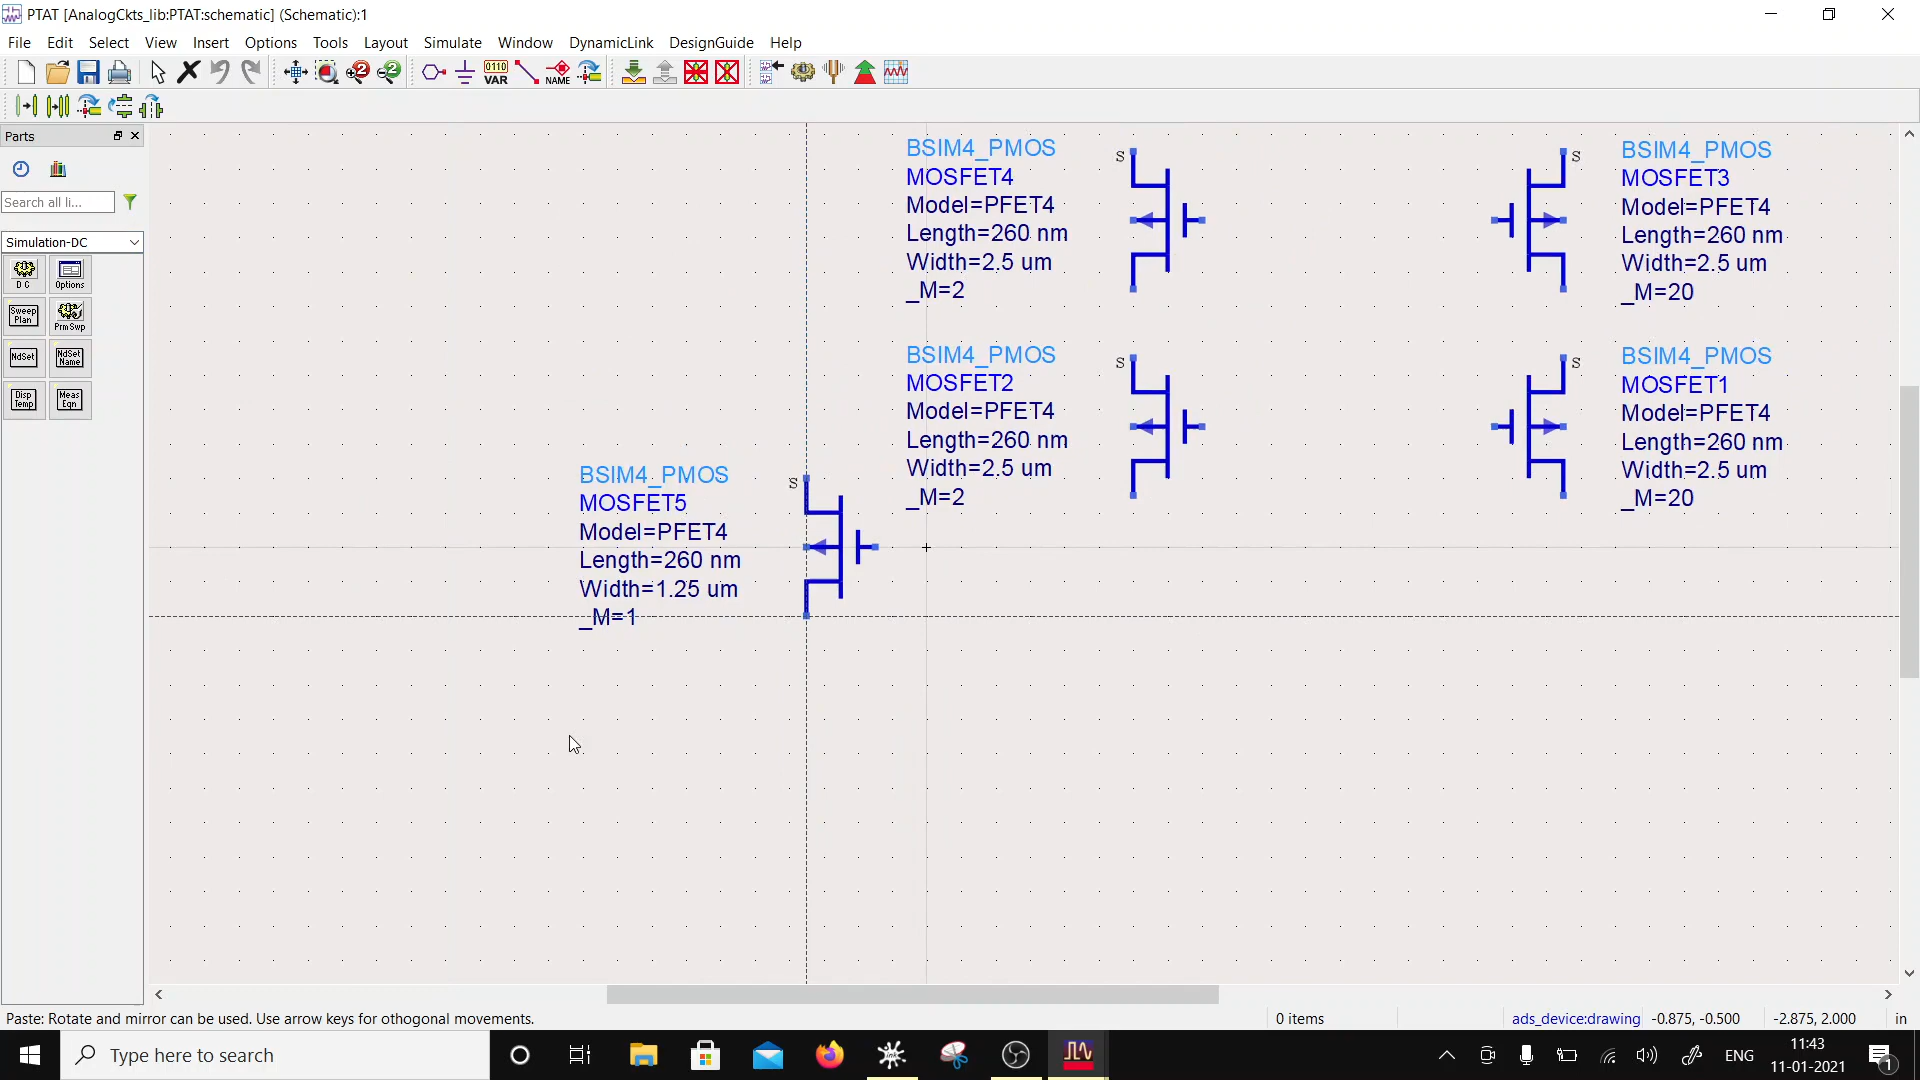 PTAT [AnalogCkts_lib:PTAT:schematic] (Schematic):1
File Edit Select View Insert Options Tools Layout Simulate Window DynamicLink DesignGuide Help
2 2 0110 VAR NAME
Parts
Search all li...
Simulation-DC
D C
Options
Sweep Plan
Prm Swp
NdSet
NdSet Name
Disp Temp
Meas Eqn
BSIM4_PMOS
MOSFET4
Model=PFET4
Length=260 nm
Width=2.5 um
_M=2
S
S
BSIM4_PMOS
MOSFET3
Model=PFET4
Length=260 nm
Width=2.5 um
_M=20
BSIM4_PMOS
MOSFET2
Model=PFET4
Length=260 nm
Width=2.5 um
_M=2
S
S
BSIM4_PMOS
MOSFET1
Model=PFET4
Length=260 nm
Width=2.5 um
_M=20
BSIM4_PMOS
MOSFET5
Model=PFET4
Length=260 nm
Width=1.25 um
_M=1
S
Paste: Rotate and mirror can be used. Use arrow keys for othogonal movements.
0 items
ads_device:drawing -0.875, -0.500 -2.875, 2.000 in
Type here to search
ENG
11:43
11-01-2021
1